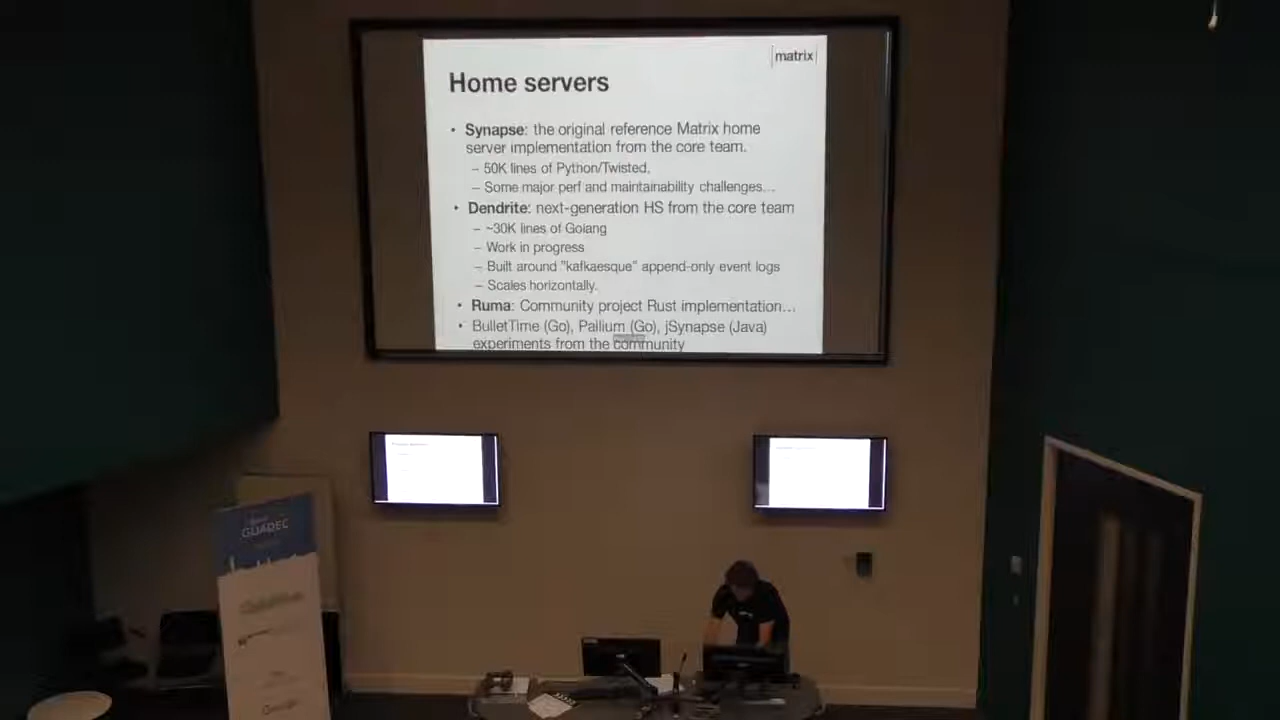 [matrix]
Home servers
• Synapse: the original reference Matrix home
server implementation from the core team.
– 50K lines of Python/Twisted.
– Some major perf and maintainability challenges…
• Dendrite: next-generation HS from the core team
– ~30K lines of Golang
– Work in progress
– Built around "kafkaesque" append-only event logs
– Scales horizontally.
• Ruma: Community project Rust implementation…
• BulletTime (Go), Pallium (Go), jSynapse (Java)
experiments from the community
GUADEC
Google